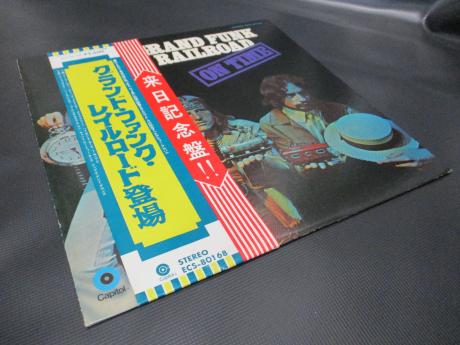 RAND FUNK
RAILROAD
ON TIME
来日記念盤!!
グランド・ファンク・
レイルロード登場
Capitol
Capitol
STEREO
ECS-80168